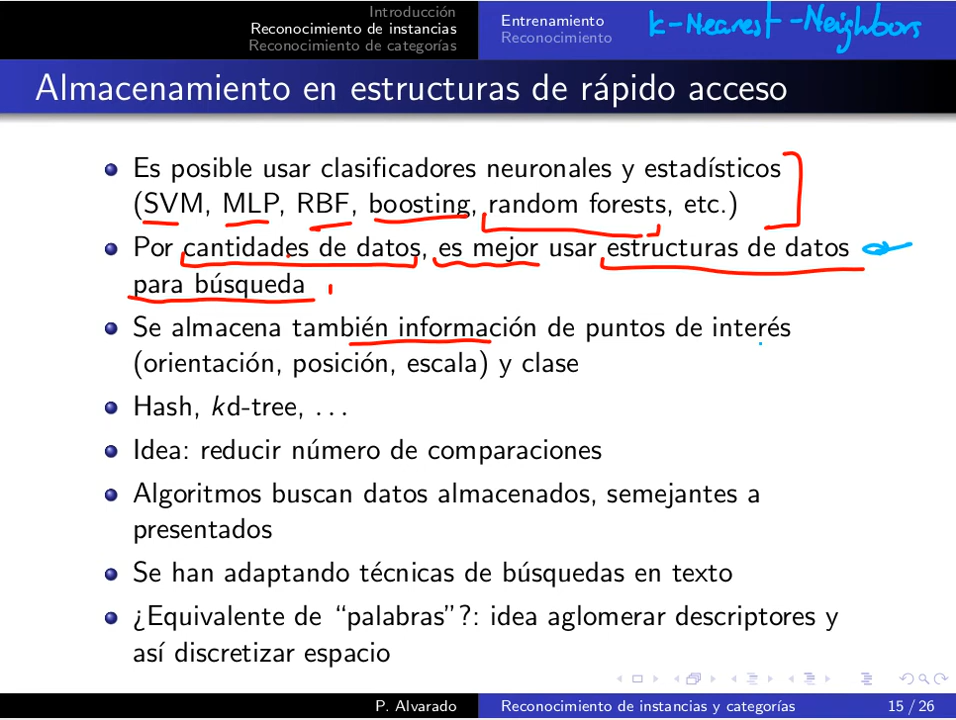 Introducción
Reconocimiento de instancias
Reconocimiento de categorías
Entrenamiento
Reconocimiento
k-Nearest-Neighbors
Almacenamiento en estructuras de rápido acceso
Es posible usar clasificadores neuronales y estadísticos
(SVM, MLP, RBF, boosting, random forests, etc.)
Por cantidades de datos, es mejor usar estructuras de datos
para búsqueda
Se almacena también información de puntos de interés
(orientación, posición, escala) y clase
Hash, kd-tree, ...
Idea: reducir número de comparaciones
Algoritmos buscan datos almacenados, semejantes a
presentados
Se han adaptando técnicas de búsquedas en texto
¿Equivalente de “palabras”?: idea aglomerar descriptores y
así discretizar espacio
P. Alvarado
Reconocimiento de instancias y categorías
15 / 26